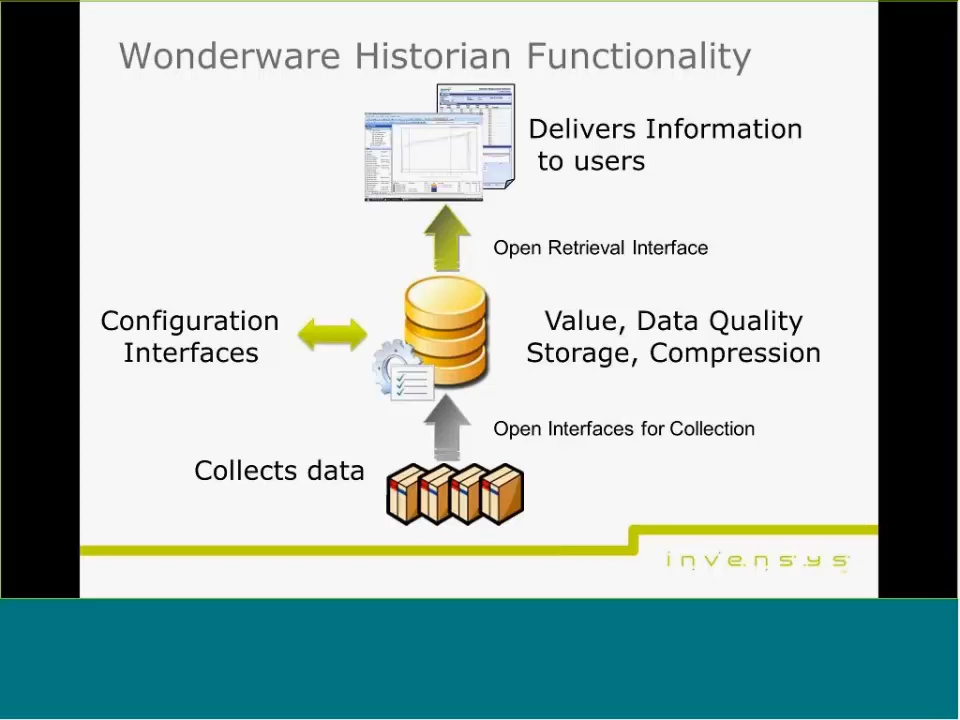 Wonderware Historian Functionality
Delivers Information
to users
Open Retrieval Interface
Configuration
Interfaces
Value, Data Quality
Storage, Compression
Open Interfaces for Collection
Collects data
invensys